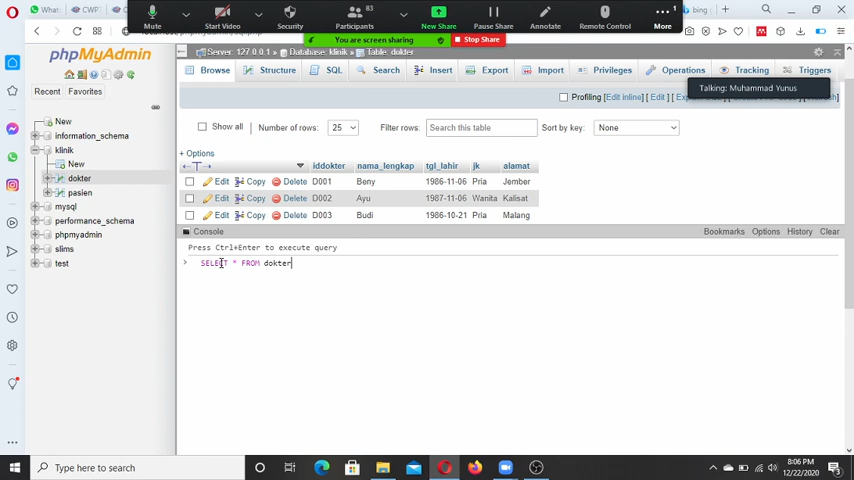 Whats
CWP
C
1
83
Mute
Start Video
Security
Participants
New Share
Pause Share
Annotate
Remote Control
More
bing
You are screen sharing
Stop Share
phpMyAdmin
Recent
Favorites
New
information_schema
klinik
New
dokter
pasien
mysql
performance_schema
phpmyadmin
slims
test
Server: 127.0.0.1 » Database: klinik » Table: dokter
Browse
Structure
SQL
Search
Insert
Export
Import
Privileges
Operations
Tracking
Triggers
Talking: Muhammad Yunus
Profiling [Edit inline] [ Edit ]
Show all
Number of rows:
25
Filter rows:
Search this table
Sort by key:
None
+ Options
←T→ iddokter nama_lengkap tgl_lahir jk alamat
Edit Copy Delete D001 Beny 1986-11-06 Pria Jember
Edit Copy Delete D002 Ayu 1987-11-06 Wanita Kalisat
Edit Copy Delete D003 Budi 1986-10-21 Pria Malang
Console
Bookmarks
Options
History
Clear
Press Ctrl+Enter to execute query
> SELECT * FROM dokter
Type here to search
8:06 PM
12/22/2020